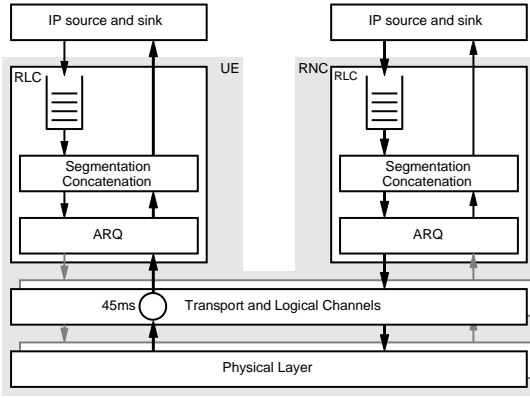 IP source and sink
IP source and sink
UE
RNC
RLC
RLC
Segmentation
Concatenation
Segmentation
Concatenation
ARQ
ARQ
45ms
Transport and Logical Channels
Physical Layer